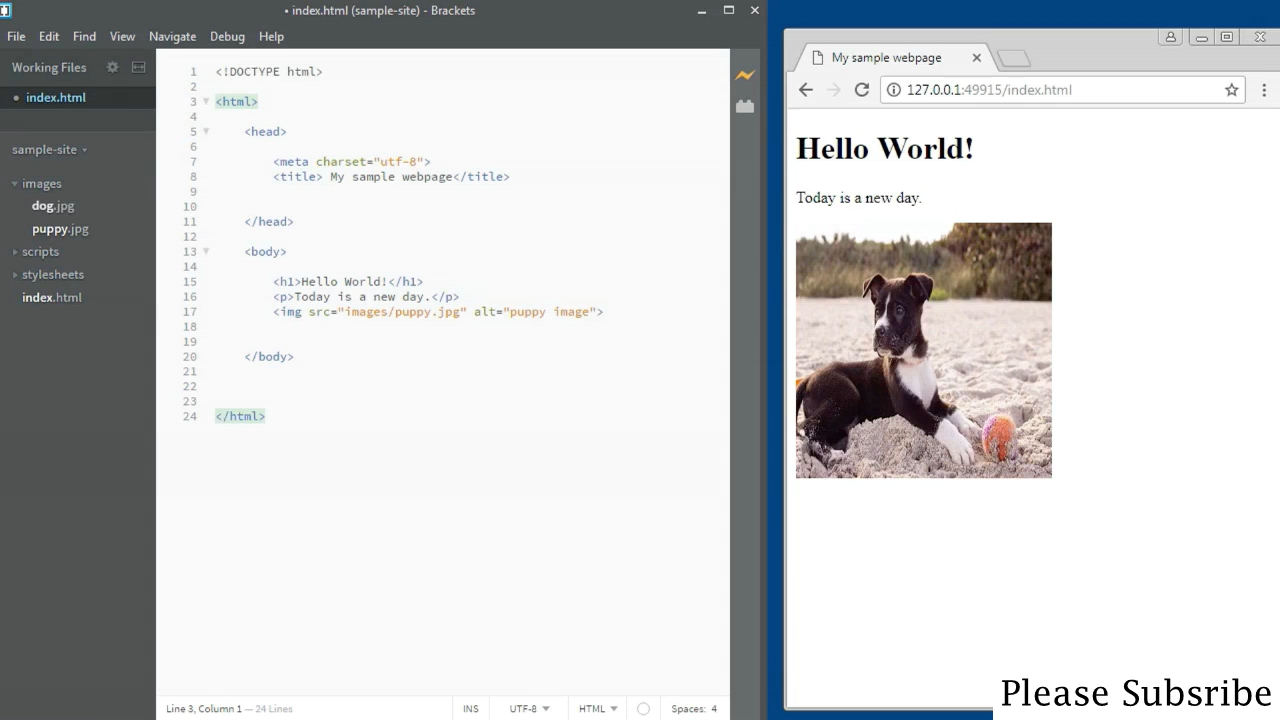 • index.html (sample-site) - Brackets
File Edit Find View Navigate Debug Help
Working Files
• index.html
sample-site
images
dog.jpg
puppy.jpg
scripts
stylesheets
index.html
1 <!DOCTYPE html>
2
3 <html>
4
5 <head>
6
7 <meta charset="utf-8">
8 <title> My sample webpage</title>
9
10
11 </head>
12
13 <body>
14
15 <h1>Hello World!</h1>
16 <p>Today is a new day.</p>
17 <img src="images/puppy.jpg" alt="puppy image">
18
19
20 </body>
21
22
23
24 </html>
Line 3, Column 1 — 24 Lines
INS UTF-8 HTML Spaces: 4
My sample webpage
127.0.0.1:49915/index.html
Hello World!
Today is a new day.
Please Subsribe